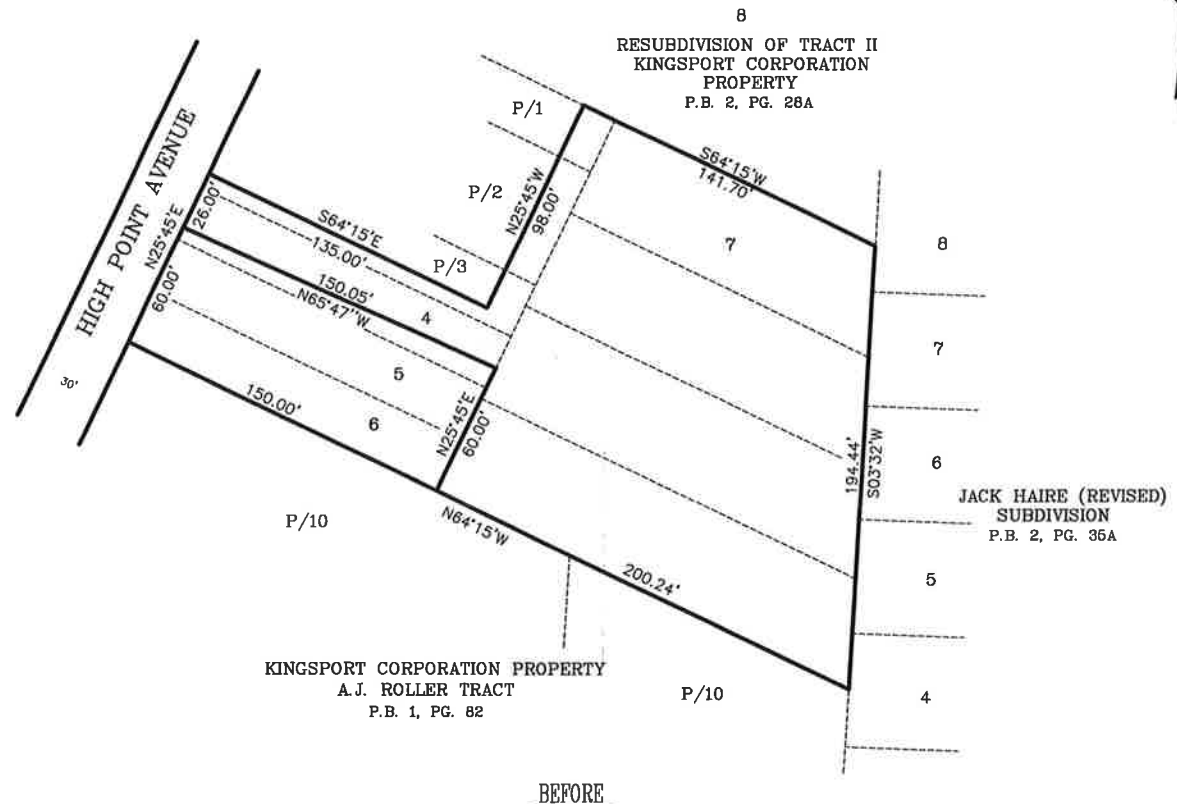 8
RESUBDIVISION OF TRACT II
KINGSPORT CORPORATION
PROPERTY
P.B. 2, PG. 28A
P/1
P/2
P/3
HIGH POINT AVENUE
30'
N25°45'E
26.00'
60.00'
S64°15'E
135.00'
N25°45'W
98.00'
S64°15'W
141.70'
7
150.05'
N65°47"W
4
5
6
150.00'
N25°45'E
60.00'
N64°15'W
200.24'
194.44'
S03°32'W
8
7
6
5
4
JACK HAIRE (REVISED)
SUBDIVISION
P.B. 2, PG. 35A
P/10
KINGSPORT CORPORATION PROPERTY
A.J. ROLLER TRACT
P.B. 1, PG. 82
P/10
BEFORE